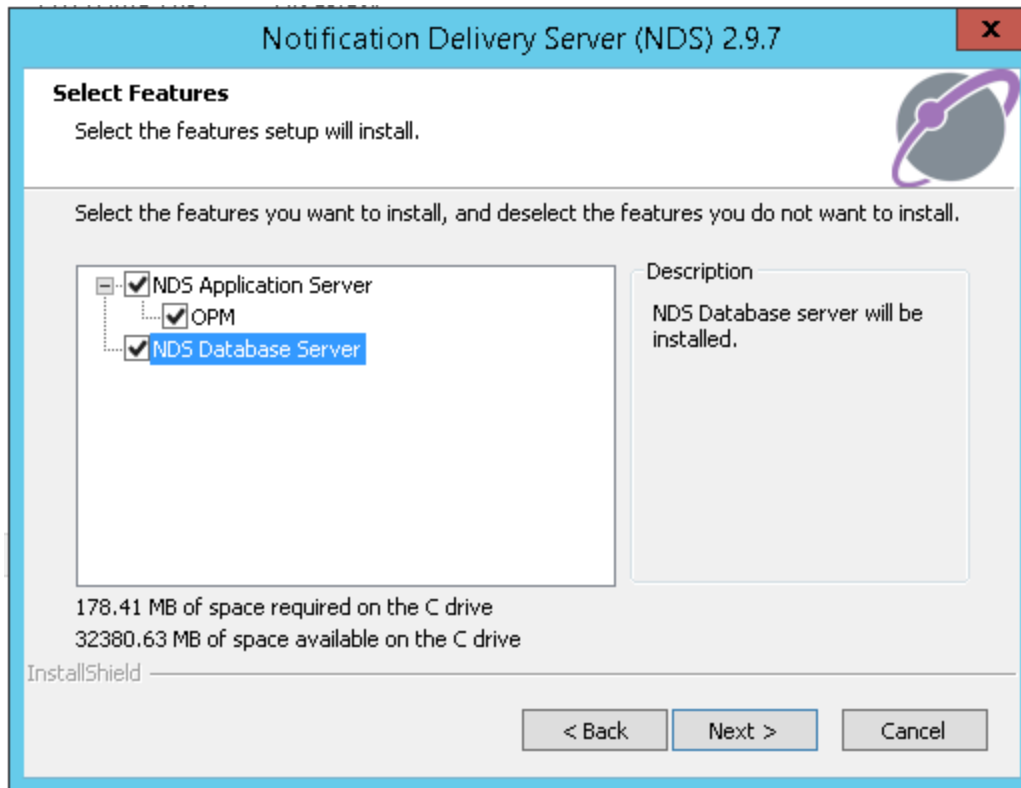 Notification Delivery Server (NDS) 2.9.7
x
Select Features
Select the features setup will install.
Select the features you want to install, and deselect the features you do not want to install.
NDS Application Server
OPM
NDS Database Server
Description
NDS Database server will be
installed.
178.41 MB of space required on the C drive
32380.63 MB of space available on the C drive
InstallShield
< Back
Next >
Cancel